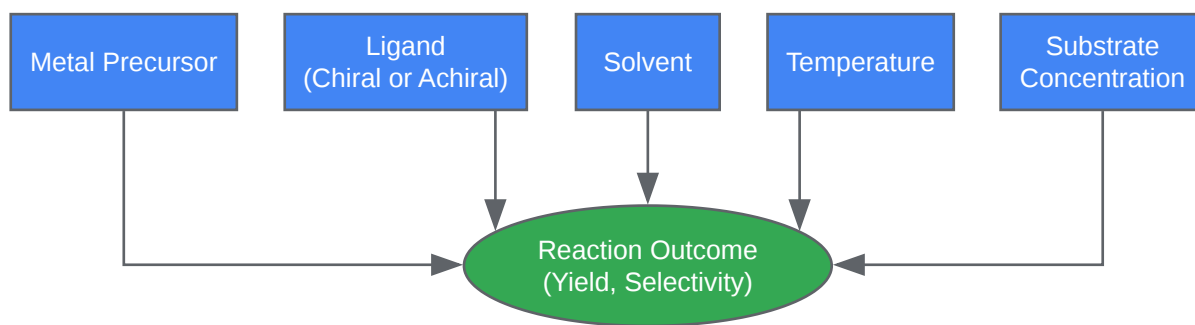 Metal Precursor
Ligand
(Chiral or Achiral)
Solvent
Temperature
Substrate
Concentration
Reaction Outcome
(Yield, Selectivity)